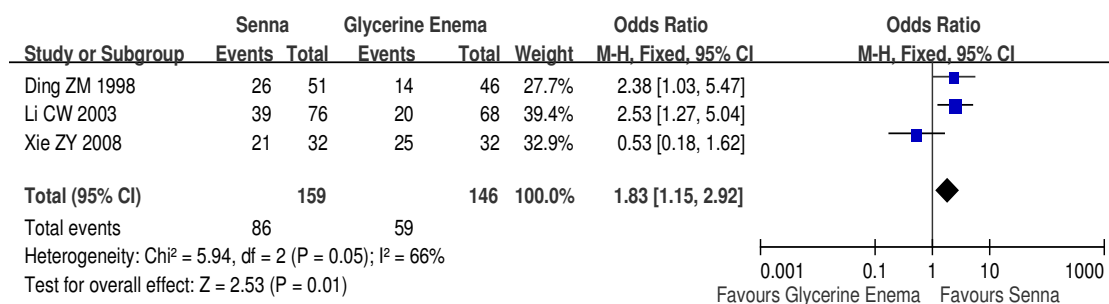 Senna Glycerine Enema Odds Ratio Odds Ratio
Study or Subgroup Events Total Events Total Weight M-H, Fixed, 95% CI M-H, Fixed, 95% CI
Ding ZM 1998 26 51 14 46 27.7% 2.38 [1.03, 5.47]
Li CW 2003 39 76 20 68 39.4% 2.53 [1.27, 5.04]
Xie ZY 2008 21 32 25 32 32.9% 0.53 [0.18, 1.62]
Total (95% CI) 159 146 100.0% 1.83 [1.15, 2.92]
Total events 86 59
Heterogeneity: Chi² = 5.94, df = 2 (P = 0.05); I² = 66%
Test for overall effect: Z = 2.53 (P = 0.01)
0.001 0.1 1 10 1000
Favours Glycerine Enema Favours Senna